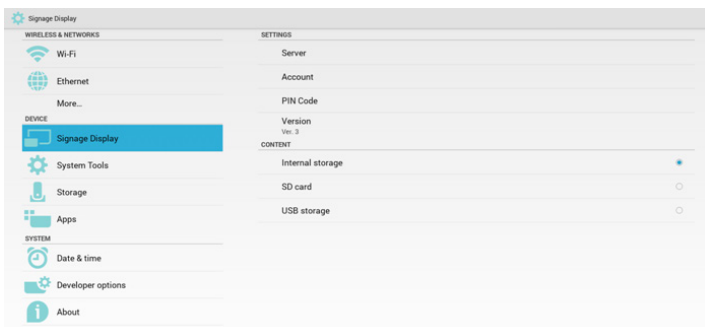 Signage Display
WIRELESS & NETWORKS
Wi-Fi
Ethernet
More...
DEVICE
Signage Display
System Tools
Storage
Apps
SYSTEM
Date & time
Developer options
About
SETTINGS
Server
Account
PIN Code
Version
Ver. 3
CONTENT
Internal storage
SD card
USB storage